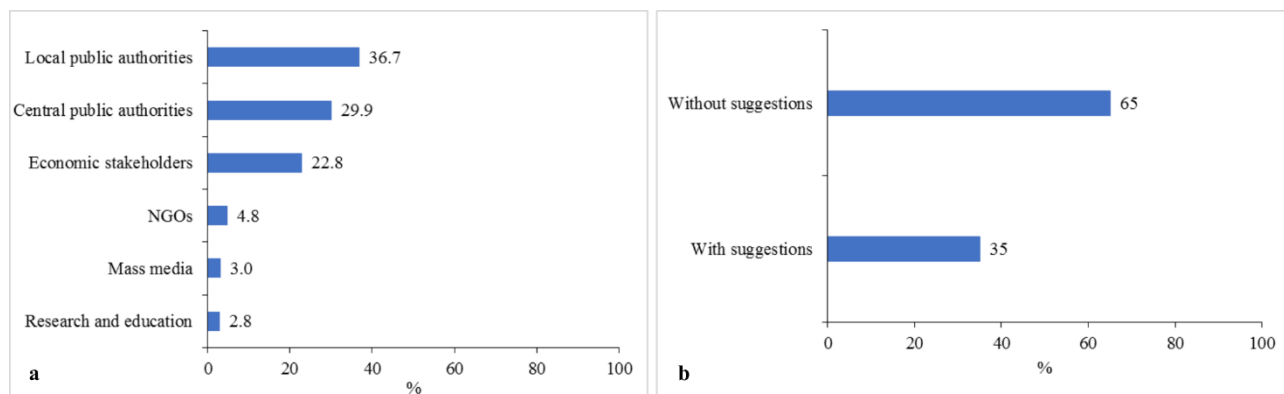 Local public authorities 36.7
Central public authorities 29.9
Economic stakeholders 22.8
NGOs 4.8
Mass media 3.0
Research and education 2.8
0 20 40 60 80 100
%
a
Without suggestions 65
With suggestions 35
0 20 40 60 80 100
%
b